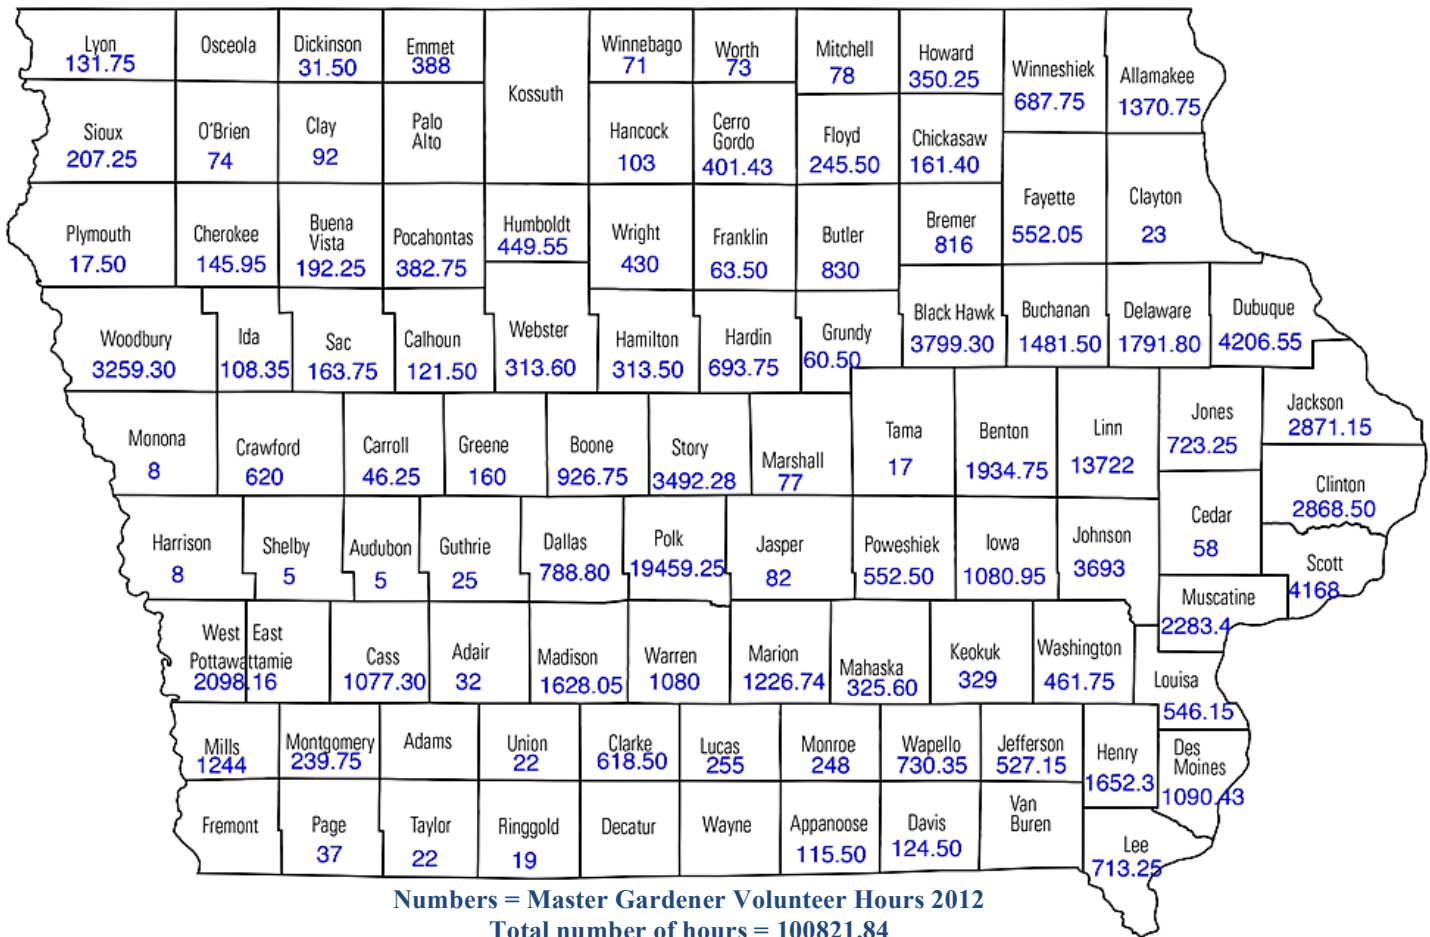 Lyon
131.75
Osceola
Dickinson
31.50
Emmet
388
Kossuth
Winnebago
71
Worth
73
Mitchell
78
Howard
350.25
Winneshiek
687.75
Allamakee
1370.75
Sioux
207.25
O'Brien
74
Clay
92
Palo
Alto
Hancock
103
Cerro
Gordo
401.43
Floyd
245.50
Chickasaw
161.40
Fayette
552.05
Clayton
23
Plymouth
17.50
Cherokee
145.95
Buena
Vista
192.25
Pocahontas
382.75
Humboldt
449.55
Wright
430
Franklin
63.50
Butler
830
Bremer
816
Woodbury
3259.30
Ida
108.35
Sac
163.75
Calhoun
121.50
Webster
313.60
Hamilton
313.50
Hardin
693.75
Grundy
60.50
Black Hawk
3799.30
Buchanan
1481.50
Delaware
1791.80
Dubuque
4206.55
Monona
8
Crawford
620
Carroll
46.25
Greene
160
Boone
926.75
Story
3492.28
Marshall
77
Tama
17
Benton
1934.75
Linn
13722
Jones
723.25
Jackson
2871.15
Clinton
2868.50
Harrison
8
Shelby
5
Audubon
5
Guthrie
25
Dallas
788.80
Polk
19459.25
Jasper
82
Poweshiek
552.50
Iowa
1080.95
Johnson
3693
Cedar
58
Scott
4168
Muscatine
2283.4
West East
Pottawattamie
2098.16
Cass
1077.30
Adair
32
Madison
1628.05
Warren
1080
Marion
1226.74
Mahaska
325.60
Keokuk
329
Washington
461.75
Louisa
546.15
Mills
1244
Montgomery
239.75
Adams
Union
22
Clarke
618.50
Lucas
255
Monroe
248
Wapello
730.35
Jefferson
527.15
Henry
1652.3
Des
Moines
1090.43
Fremont
Page
37
Taylor
22
Ringgold
19
Decatur
Wayne
Appanoose
115.50
Davis
124.50
Van
Buren
Lee
713.25
Numbers = Master Gardener Volunteer Hours 2012
Total number of hours = 100821.84